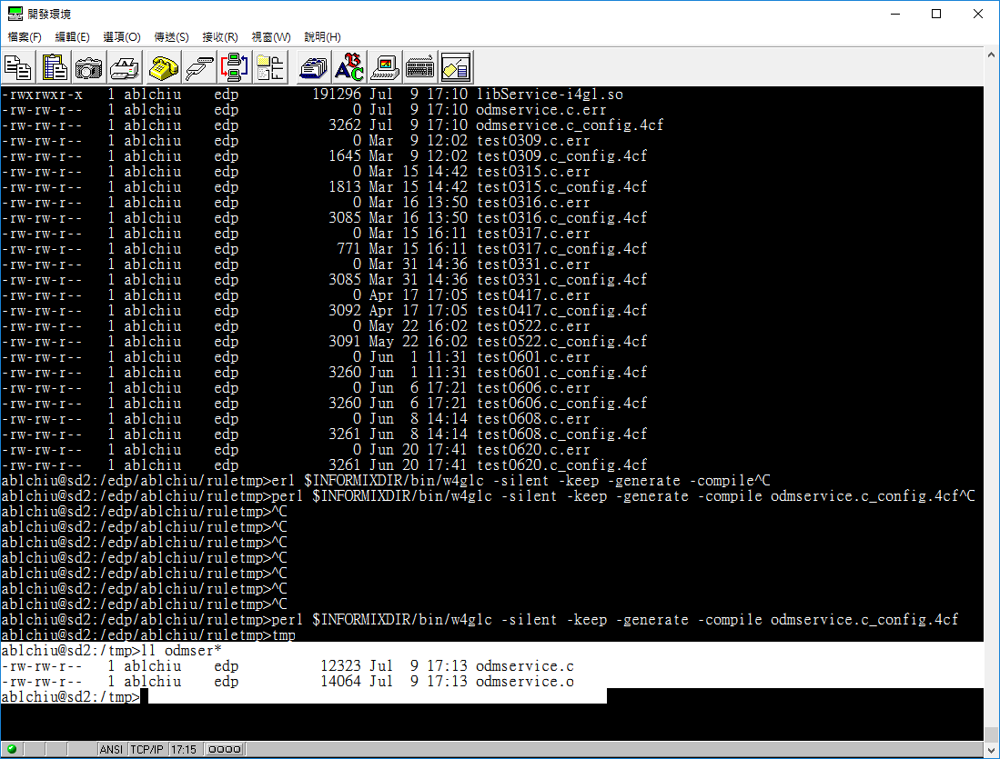 開發環境
檔案(F) 編輯(E) 選項(O) 傳送(S) 接收(R) 視窗(W) 說明(H)
-rwxrwxr-x 1 ablchiu edp 191296 Jul 9 17:10 libService-i4gl.so
-rw-rw-r-- 1 ablchiu edp 0 Jul 9 17:10 odmservice.c.err
-rw-rw-r-- 1 ablchiu edp 3262 Jul 9 17:10 odmservice.c_config.4cf
-rw-rw-r-- 1 ablchiu edp 0 Mar 9 12:02 test0309.c.err
-rw-rw-r-- 1 ablchiu edp 1645 Mar 9 12:02 test0309.c_config.4cf
-rw-rw-r-- 1 ablchiu edp 0 Mar 15 14:42 test0315.c.err
-rw-rw-r-- 1 ablchiu edp 1813 Mar 15 14:42 test0315.c_config.4cf
-rw-rw-r-- 1 ablchiu edp 0 Mar 16 13:50 test0316.c.err
-rw-rw-r-- 1 ablchiu edp 3085 Mar 16 13:50 test0316.c_config.4cf
-rw-rw-r-- 1 ablchiu edp 0 Mar 15 16:11 test0317.c.err
-rw-rw-r-- 1 ablchiu edp 771 Mar 15 16:11 test0317.c_config.4cf
-rw-rw-r-- 1 ablchiu edp 0 Mar 31 14:36 test0331.c.err
-rw-rw-r-- 1 ablchiu edp 3085 Mar 31 14:36 test0331.c_config.4cf
-rw-rw-r-- 1 ablchiu edp 0 Apr 17 17:05 test0417.c.err
-rw-rw-r-- 1 ablchiu edp 3092 Apr 17 17:05 test0417.c_config.4cf
-rw-rw-r-- 1 ablchiu edp 0 May 22 16:02 test0522.c.err
-rw-rw-r-- 1 ablchiu edp 3091 May 22 16:02 test0522.c_config.4cf
-rw-rw-r-- 1 ablchiu edp 0 Jun 1 11:31 test0601.c.err
-rw-rw-r-- 1 ablchiu edp 3260 Jun 1 11:31 test0601.c_config.4cf
-rw-rw-r-- 1 ablchiu edp 0 Jun 6 17:21 test0606.c.err
-rw-rw-r-- 1 ablchiu edp 3260 Jun 6 17:21 test0606.c_config.4cf
-rw-rw-r-- 1 ablchiu edp 0 Jun 8 14:14 test0608.c.err
-rw-rw-r-- 1 ablchiu edp 3261 Jun 8 14:14 test0608.c_config.4cf
-rw-rw-r-- 1 ablchiu edp 0 Jun 20 17:41 test0620.c.err
-rw-rw-r-- 1 ablchiu edp 3261 Jun 20 17:41 test0620.c_config.4cf
ablchiu@sd2:/edp/ablchiu/ruletmp>erl $INFORMIXDIR/bin/w4glc -silent -keep -generate -compile^C
ablchiu@sd2:/edp/ablchiu/ruletmp>perl $INFORMIXDIR/bin/w4glc -silent -keep -generate -compile odmservice.c_config.4cf^C
ablchiu@sd2:/edp/ablchiu/ruletmp>^C
ablchiu@sd2:/edp/ablchiu/ruletmp>^C
ablchiu@sd2:/edp/ablchiu/ruletmp>^C
ablchiu@sd2:/edp/ablchiu/ruletmp>^C
ablchiu@sd2:/edp/ablchiu/ruletmp>^C
ablchiu@sd2:/edp/ablchiu/ruletmp>^C
ablchiu@sd2:/edp/ablchiu/ruletmp>^C
ablchiu@sd2:/edp/ablchiu/ruletmp>perl $INFORMIXDIR/bin/w4glc -silent -keep -generate -compile odmservice.c_config.4cf
ablchiu@sd2:/edp/ablchiu/ruletmp>tmp
ablchiu@sd2:/tmp>ll odmser*
-rw-rw-r-- 1 ablchiu edp 12323 Jul 9 17:13 odmservice.c
-rw-rw-r-- 1 ablchiu edp 14064 Jul 9 17:13 odmservice.o
ablchiu@sd2:/tmp>
ANSI TCP/IP 17:15